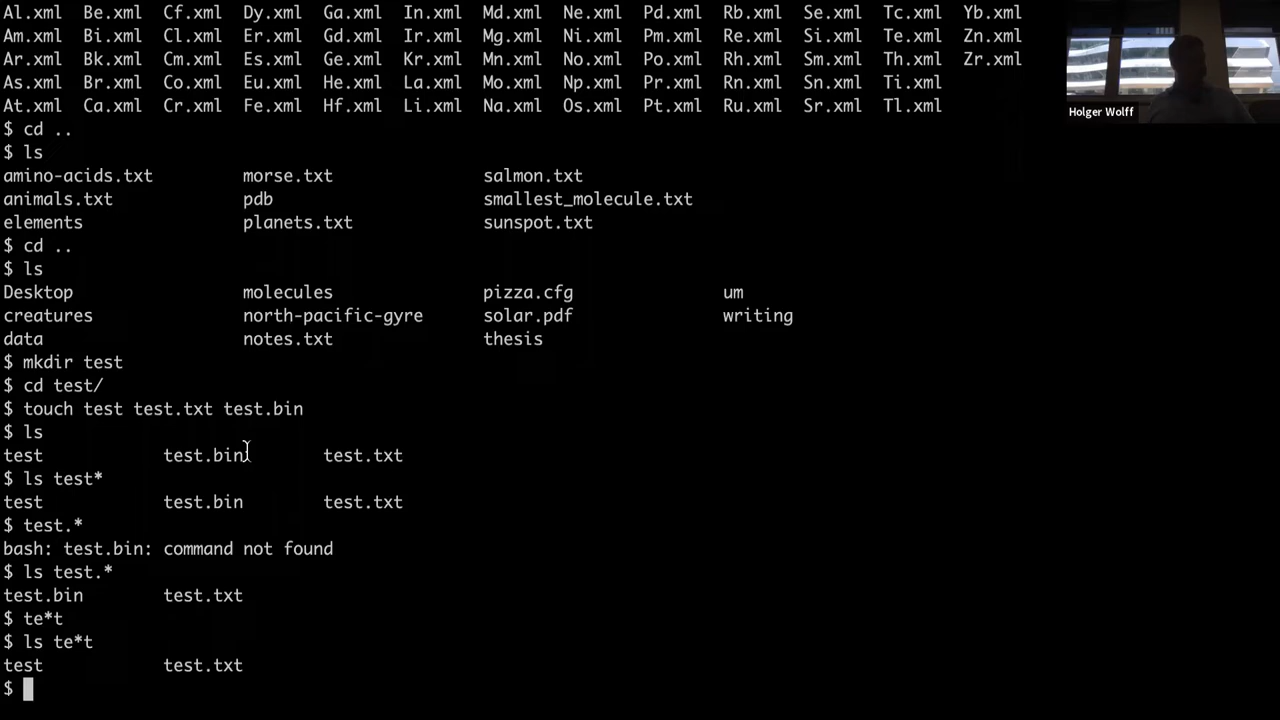 Al.xml Be.xml Cf.xml Dy.xml Ga.xml In.xml Md.xml Ne.xml Pd.xml Rb.xml Se.xml Tc.xml Yb.xml
Am.xml Bi.xml Cl.xml Er.xml Gd.xml Ir.xml Mg.xml Ni.xml Pm.xml Re.xml Si.xml Te.xml Zn.xml
Ar.xml Bk.xml Cm.xml Es.xml Ge.xml Kr.xml Mn.xml No.xml Po.xml Rh.xml Sm.xml Th.xml Zr.xml
As.xml Br.xml Co.xml Eu.xml He.xml La.xml Mo.xml Np.xml Pr.xml Rn.xml Sn.xml Ti.xml
At.xml Ca.xml Cr.xml Fe.xml Hf.xml Li.xml Na.xml Os.xml Pt.xml Ru.xml Sr.xml Tl.xml
Holger Wolff
$ cd ..
$ ls
amino-acids.txt morse.txt salmon.txt
animals.txt pdb smallest_molecule.txt
elements planets.txt sunspot.txt
$ cd ..
$ ls
Desktop molecules pizza.cfg um
creatures north-pacific-gyre solar.pdf writing
data notes.txt thesis
$ mkdir test
$ cd test/
$ touch test test.txt test.bin
$ ls
test test.bin test.txt
$ ls test*
test test.bin test.txt
$ test.*
bash: test.bin: command not found
$ ls test.*
test.bin test.txt
$ te*t
$ ls te*t
test test.txt
$